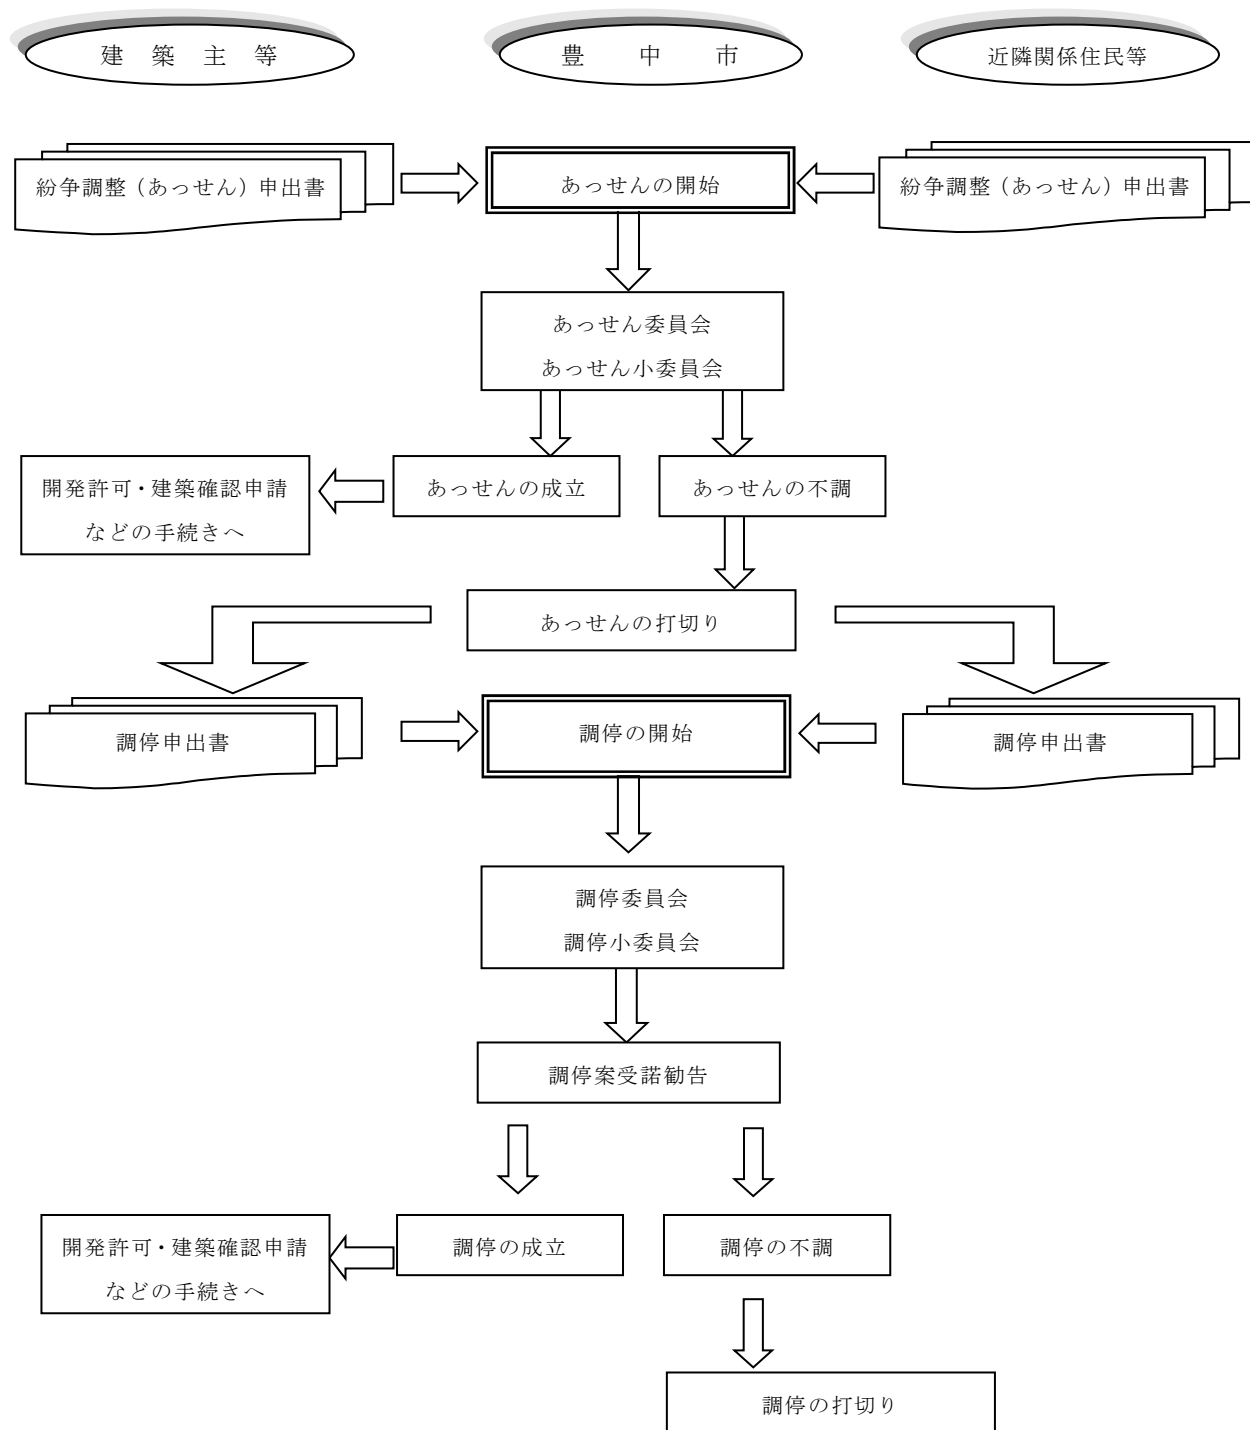 建築主等
豊中市
近隣関係住民等
紛争調整（あっせん）申出書
あっせんの開始
紛争調整（あっせん）申出書
あっせん委員会
あっせん小委員会
開発許可・建築確認申請
などの手続きへ
あっせんの成立
あっせんの不調
あっせんの打切り
調停申出書
調停の開始
調停申出書
調停委員会
調停小委員会
調停案受諾勧告
開発許可・建築確認申請
などの手続きへ
調停の成立
調停の不調
調停の打切り